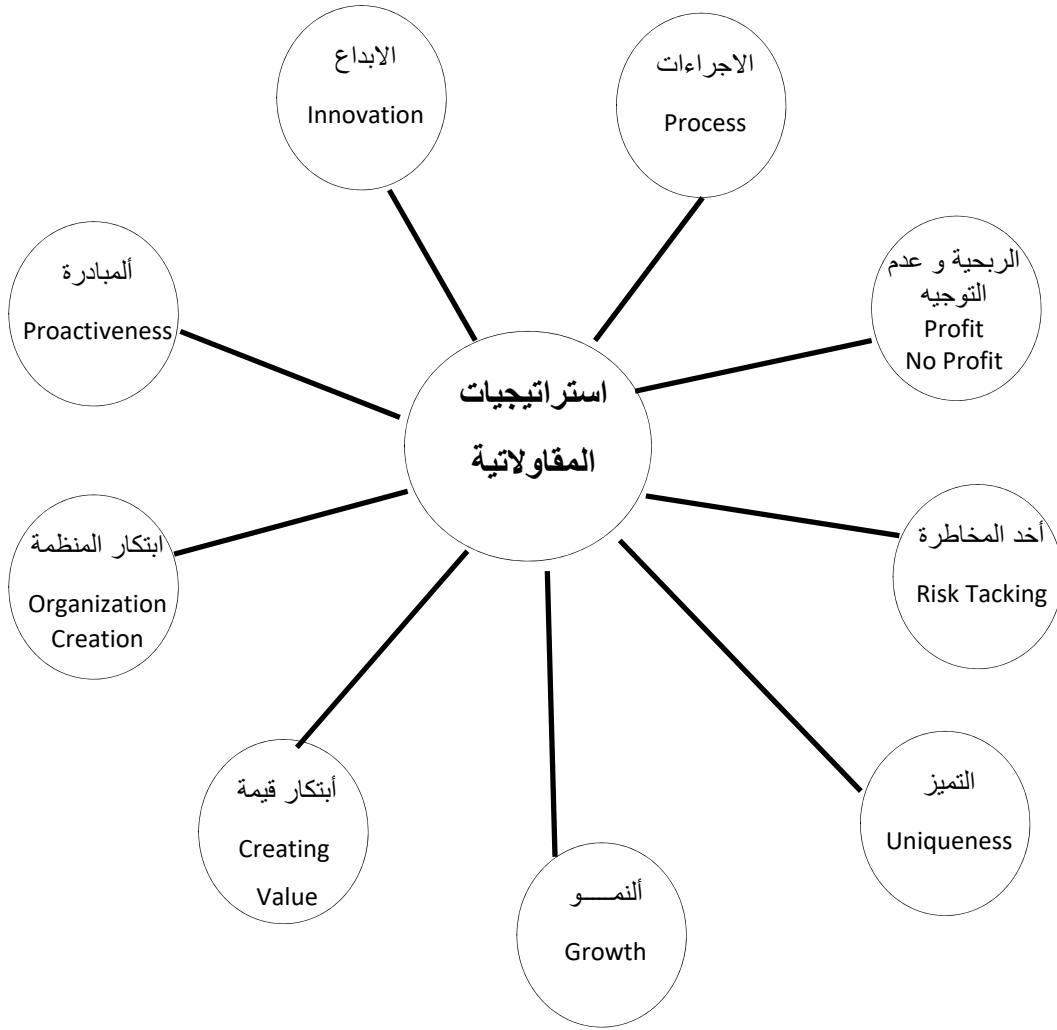 الابداع
Innovation
الاجراءات
Process
ألمبادرة
Proactiveness
الربحية و عدم
التوجيه
Profit
No Profit
استراتيجيات
المقاولاتية
ابتكار المنظمة
Organization
Creation
أخد المخاطرة
Risk Tacking
أبتكار قيمة
Creating
Value
التميز
Uniqueness
ألنمـــــو
Growth